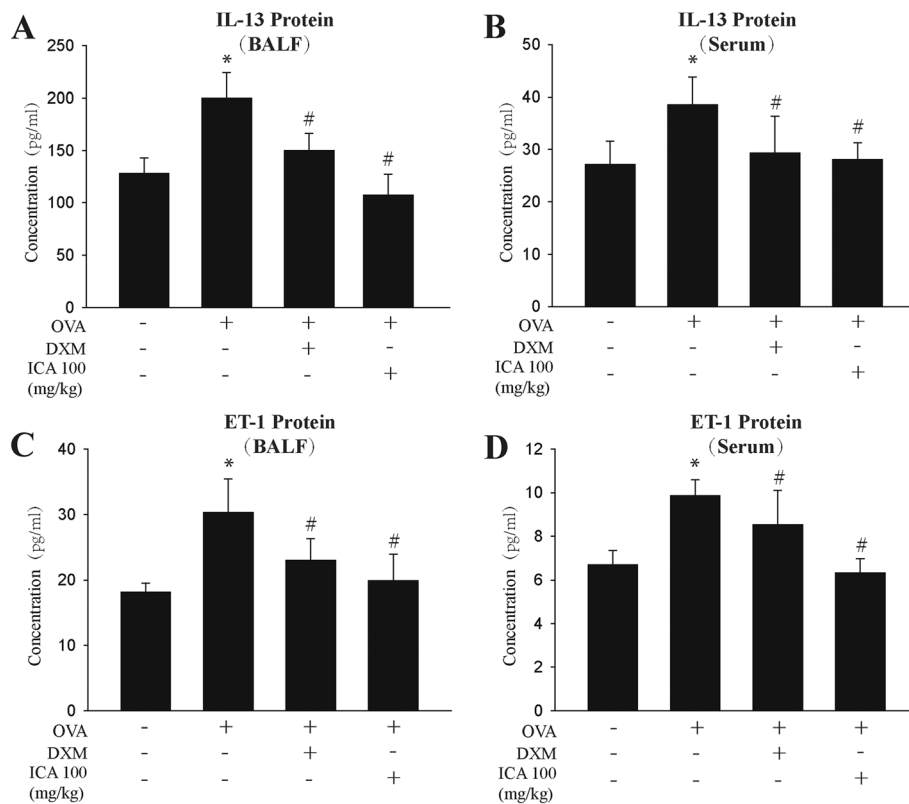 A
IL-13 Protein
(BALF)
Concentration (pg/ml)
250
200
150
100
50
0
*
#
#
OVA - + + +
DXM - - + -
ICA 100 - - - +
(mg/kg)
B
IL-13 Protein
(Serum)
Concentration (pg/ml)
50
40
30
20
10
0
*
#
#
OVA - + + +
DXM - - + -
ICA 100 - - - +
(mg/kg)
C
ET-1 Protein
(BALF)
Concentration (pg/ml)
40
30
20
10
0
*
#
#
OVA - + + +
DXM - - + -
ICA 100 - - - +
(mg/kg)
D
ET-1 Protein
(Serum)
Concentration (pg/ml)
12
10
8
6
4
2
0
*
#
#
OVA - + + +
DXM - - + -
ICA 100 - - - +
(mg/kg)